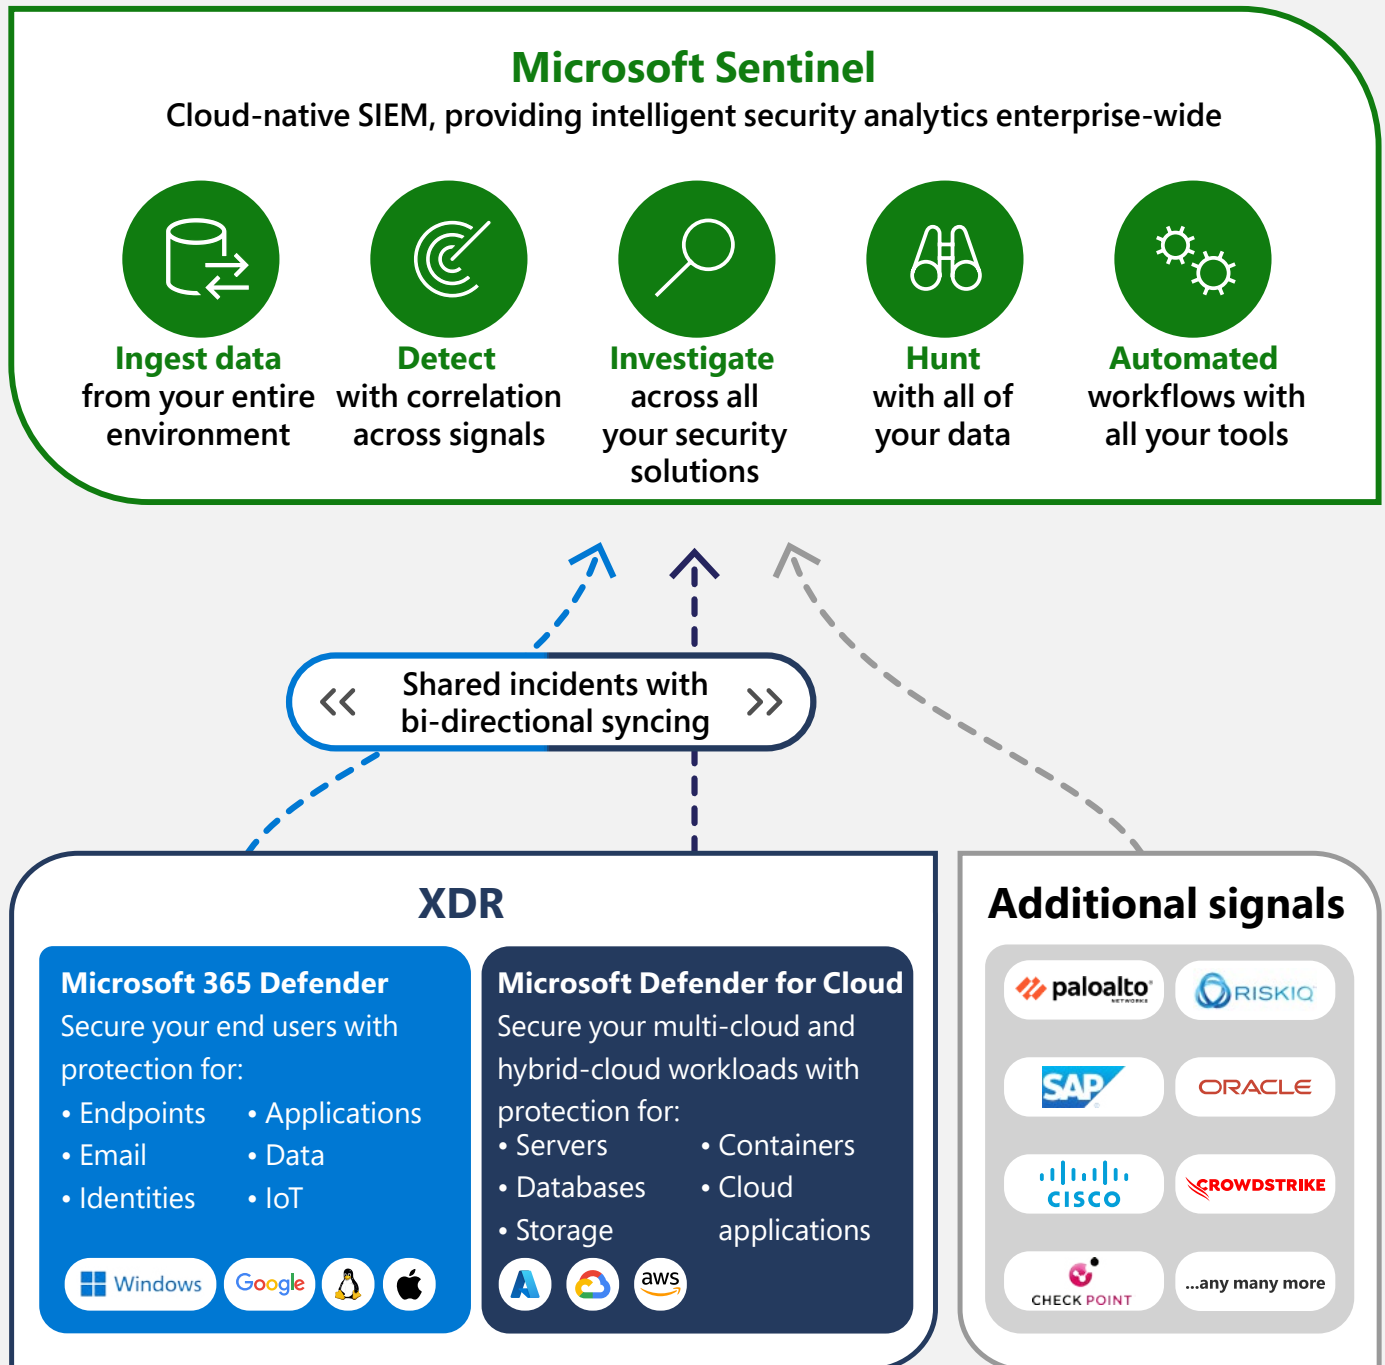 Microsoft Sentinel
Cloud-native SIEM, providing intelligent security analytics enterprise-wide
Ingest data
from your entire
environment
Detect
with correlation
across signals
Investigate
across all
your security
solutions
Hunt
with all of
your data
Automated
workflows with
all your tools
Shared incidents with
bi-directional syncing
XDR
Microsoft 365 Defender
Secure your end users with
protection for:
• Endpoints
• Email
• Identities
• Applications
• Data
• IoT
Windows
Google
Microsoft Defender for Cloud
Secure your multi-cloud and
hybrid-cloud workloads with
protection for:
• Servers
• Databases
• Storage
• Containers
• Cloud
applications
aws
Additional signals
paloalto
NETWORKS
RISKIQ
SAP
ORACLE
CISCO
CROWDSTRIKE
CHECK POINT
...any many more